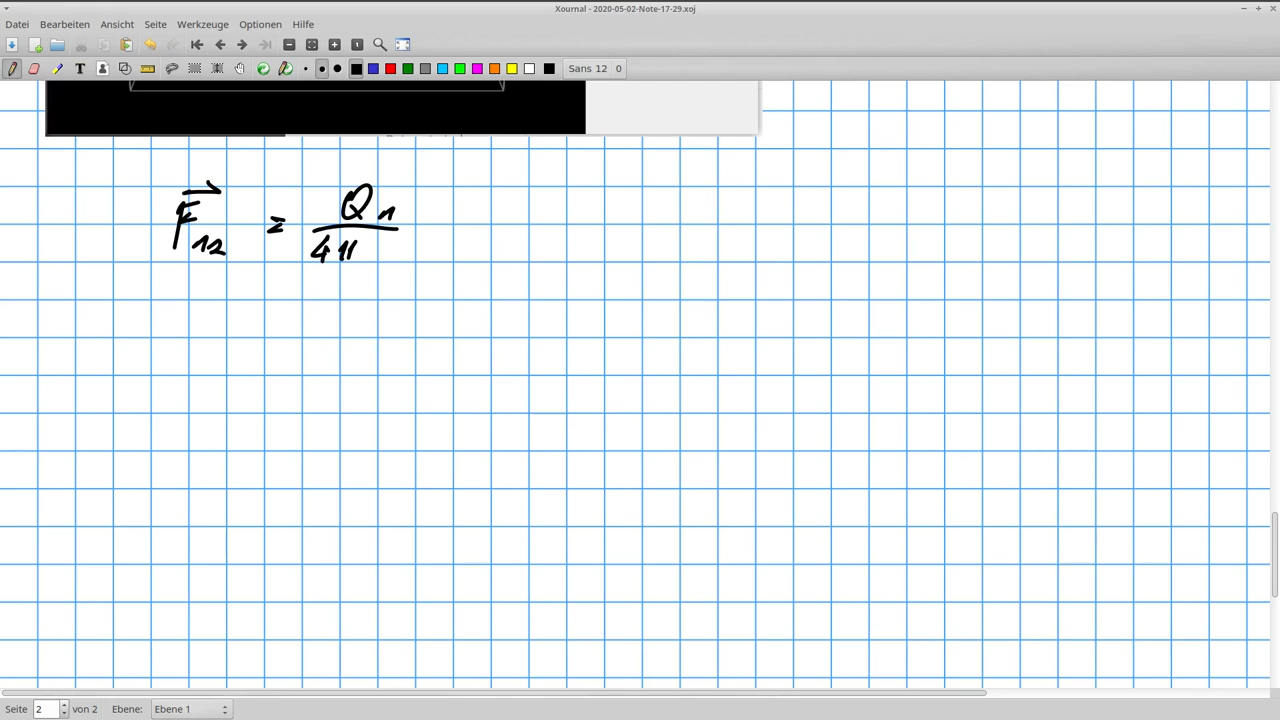 Xournal - 2020-05-02-Note-17-29.xoj
Datei Bearbeiten Ansicht Seite Werkzeuge Optionen Hilfe
Sans 12 0
F⃗₁₂ = Q₁ / 4π
Seite 2 von 2 Ebene: Ebene 1